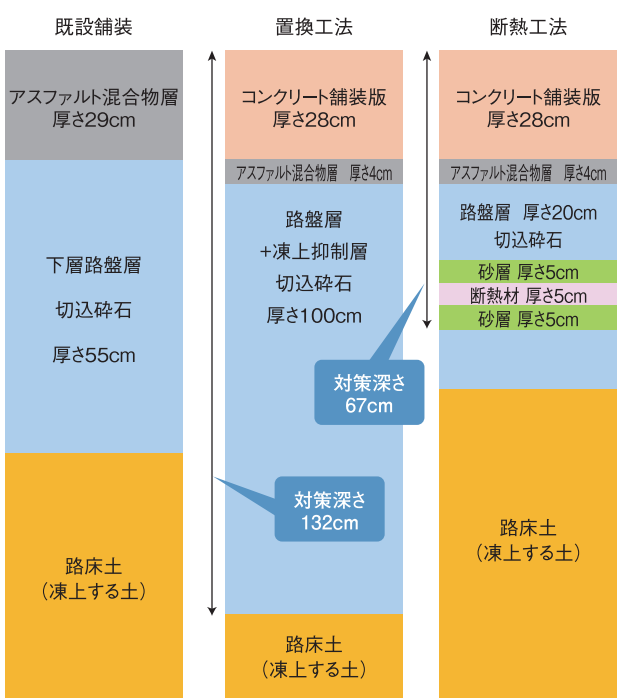 既設舗装
アスファルト混合物層
厚さ29cm
下層路盤層
切込砕石
厚さ55cm
路床土
（凍上する土）
置換工法
コンクリート舗装版
厚さ28cm
アスファルト混合物層　厚さ4cm
路盤層
+凍上抑制層
切込砕石
厚さ100cm
対策深さ
132cm
路床土
（凍上する土）
断熱工法
コンクリート舗装版
厚さ28cm
アスファルト混合物層　厚さ4cm
路盤層 厚さ20cm
切込砕石
砂層 厚さ5cm
断熱材 厚さ5cm
砂層 厚さ5cm
対策深さ
67cm
路床土
（凍上する土）